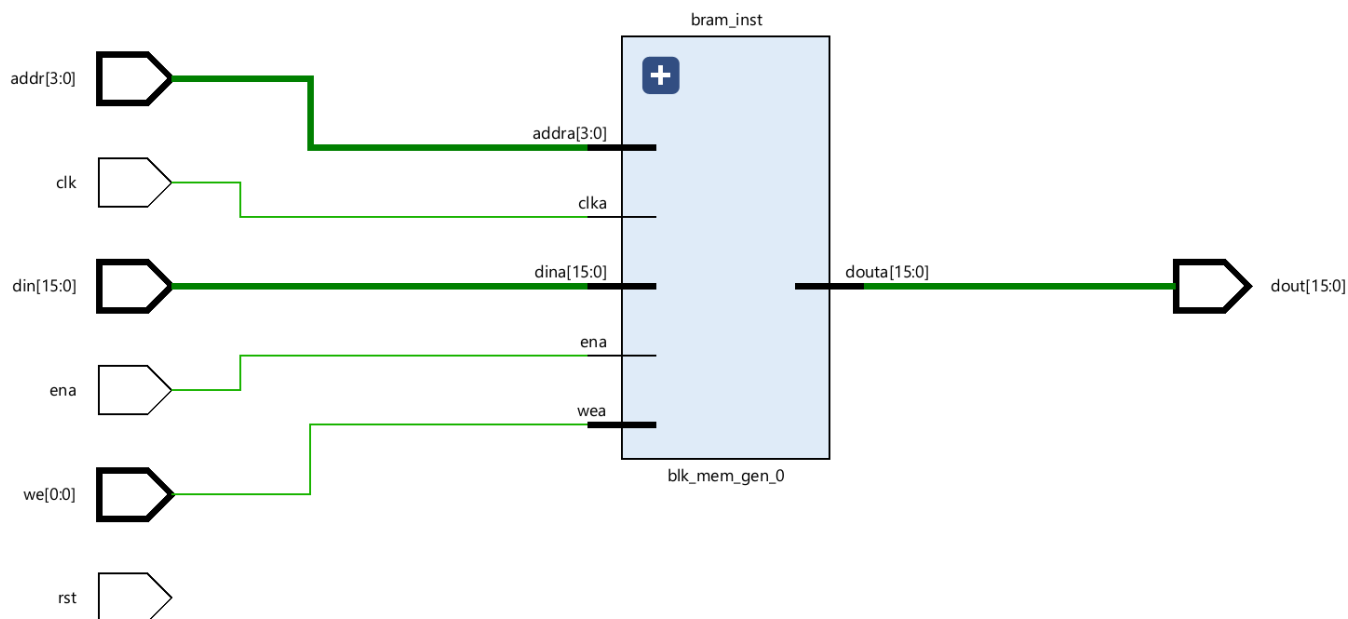 bram_inst
addr[3:0]
addra[3:0]
clk
clka
din[15:0]
dina[15:0]
douta[15:0]
dout[15:0]
ena
ena
wea
blk_mem_gen_0
we[0:0]
rst